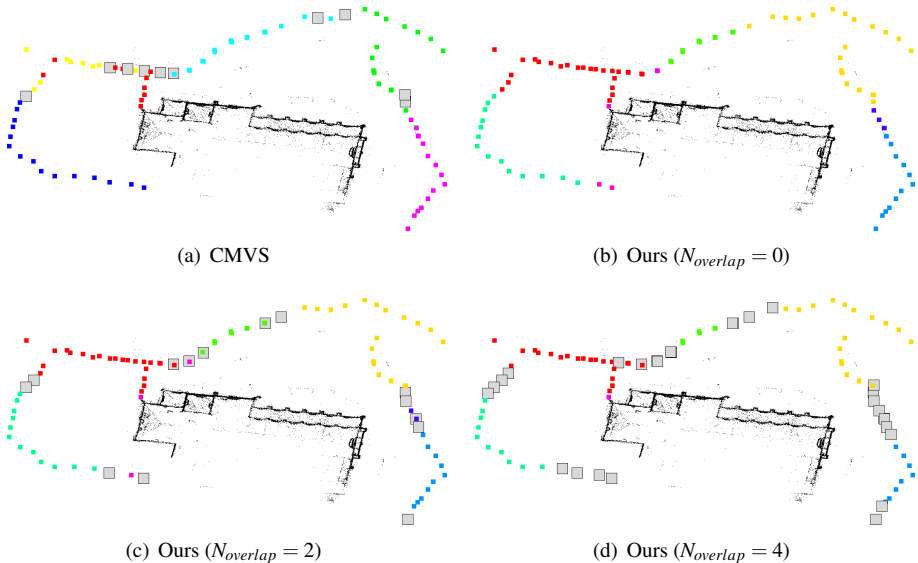 (a) CMVS
(b) Ours (N_overlap = 0)
(c) Ours (N_overlap = 2)
(d) Ours (N_overlap = 4)